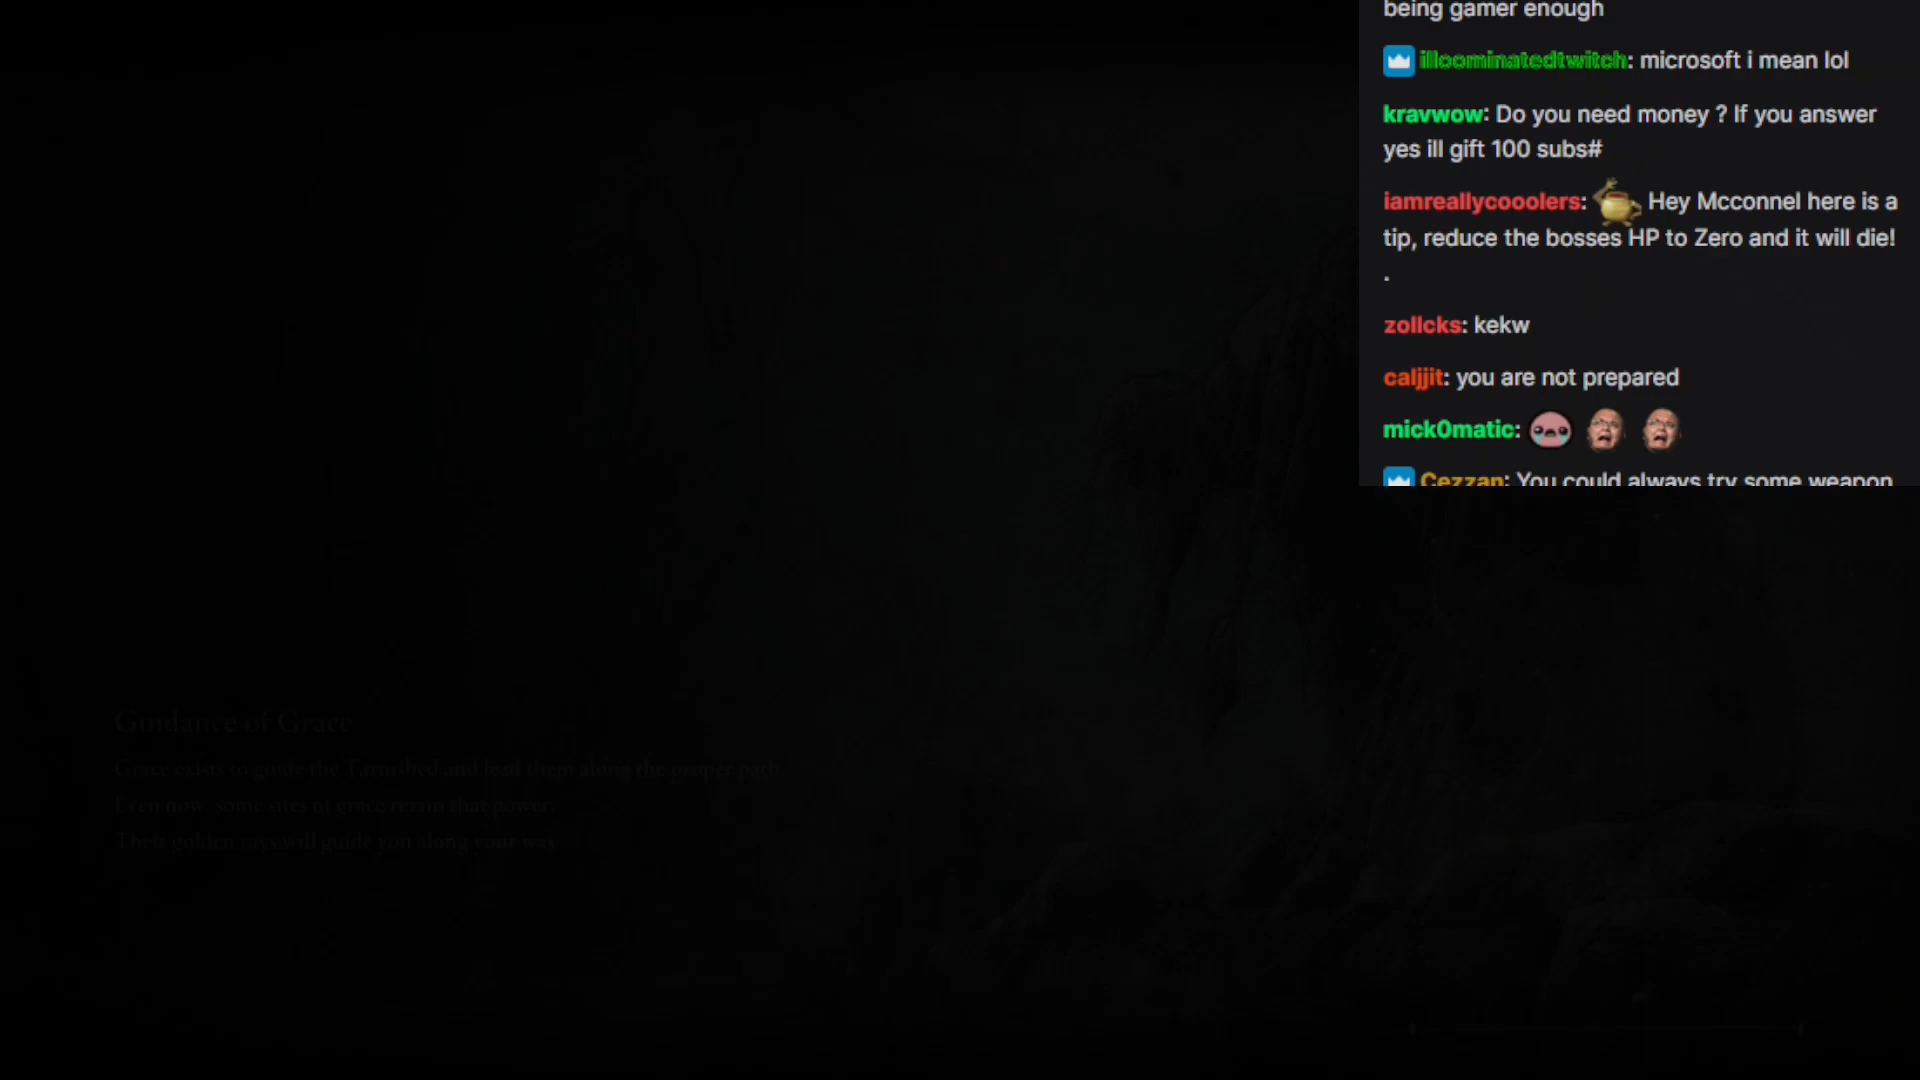 being gamer enough
illoominatedtwitch: microsoft i mean lol
kravwow: Do you need money ? If you answer
yes ill gift 100 subs#
iamreallycooolers: Hey Mcconnel here is a
tip, reduce the bosses HP to Zero and it will die!
.
zollcks: kekw
caljjit: you are not prepared
mick0matic:
Cezzan: You could always try some weapon
Guidance of Grace
Grace exists to guide the Tarnished and lead them along the proper path.
Even now, some sites of grace retain that power.
Their golden rays will guide you along your way.